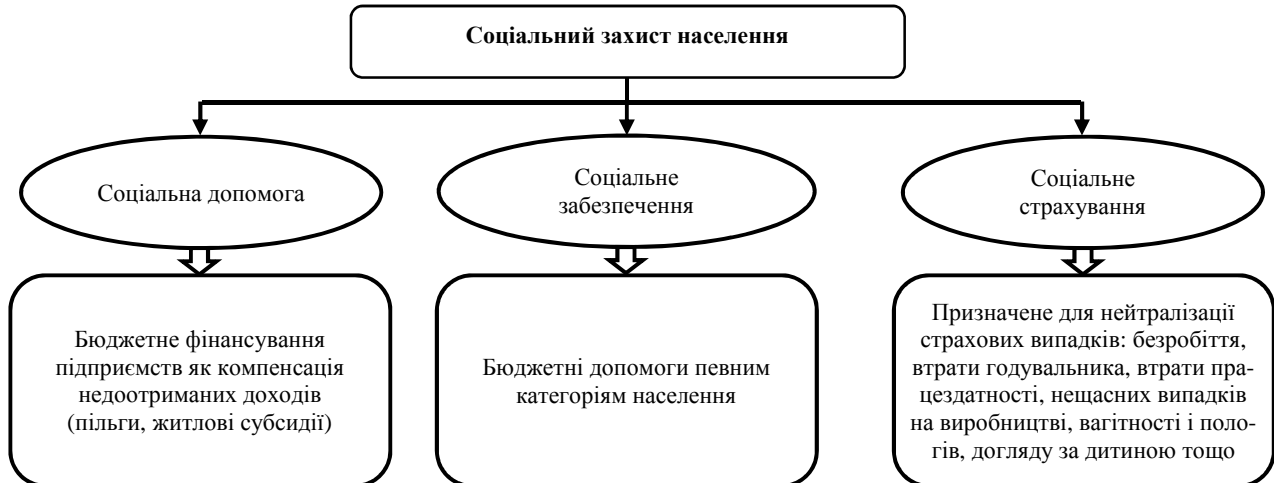 Соціальний захист населення
Соціальна допомога
Соціальне
забезпечення
Соціальне
страхування
Бюджетне фінансування
підприємств як компенсація
недоотриманих доходів
(пільги, житлові субсидії)
Бюджетні допомоги певним
категоріям населення
Призначене для нейтралізації
страхових випадків: безробіття,
втрати годувальника, втрати пра-
цездатності, нещасних випадків
на виробництві, вагітності і поло-
гів, догляду за дитиною тощо